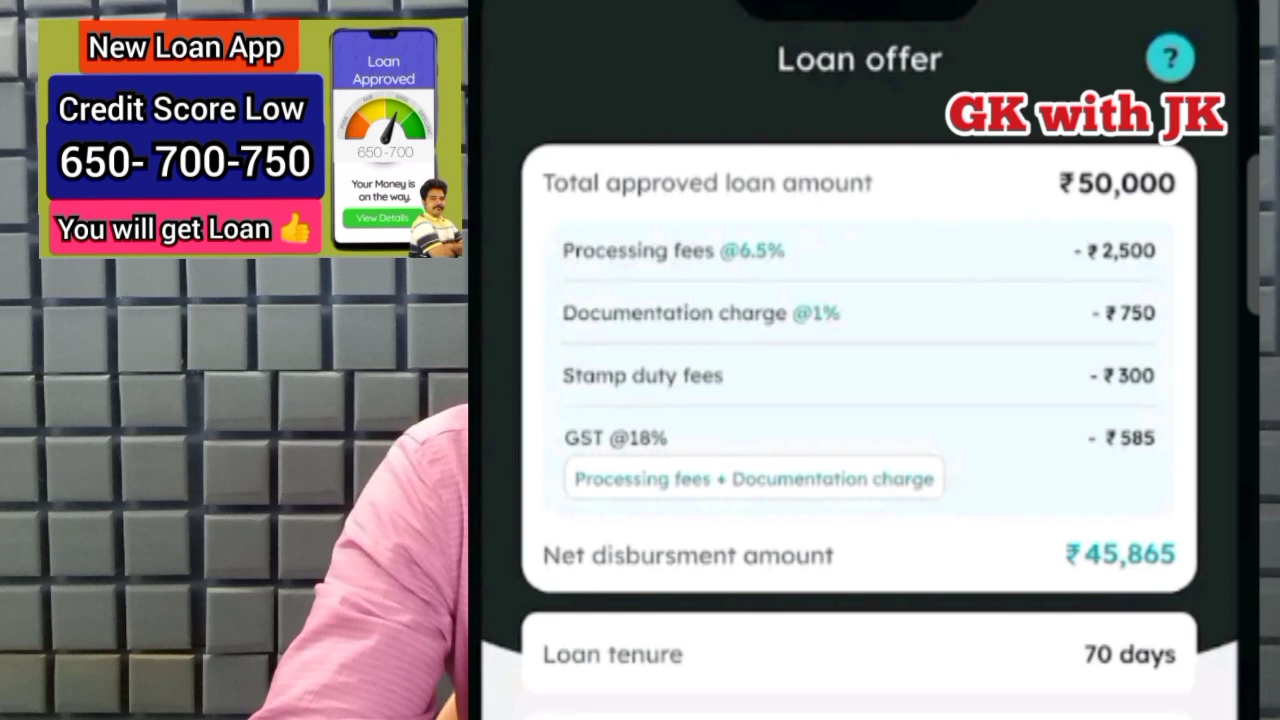 New Loan App
Credit Score Low
650- 700-750
You will get Loan 👍
Loan
Approved
650-700
Your Money is
on the way.
View Details
Loan offer
?
GK with JK
Total approved loan amount ₹50,000
Processing fees @6.5% - ₹2,500
Documentation charge @1% - ₹750
Stamp duty fees - ₹300
GST @18% - ₹585
Processing fees + Documentation charge
Net disbursment amount ₹45,865
Loan tenure 70 days